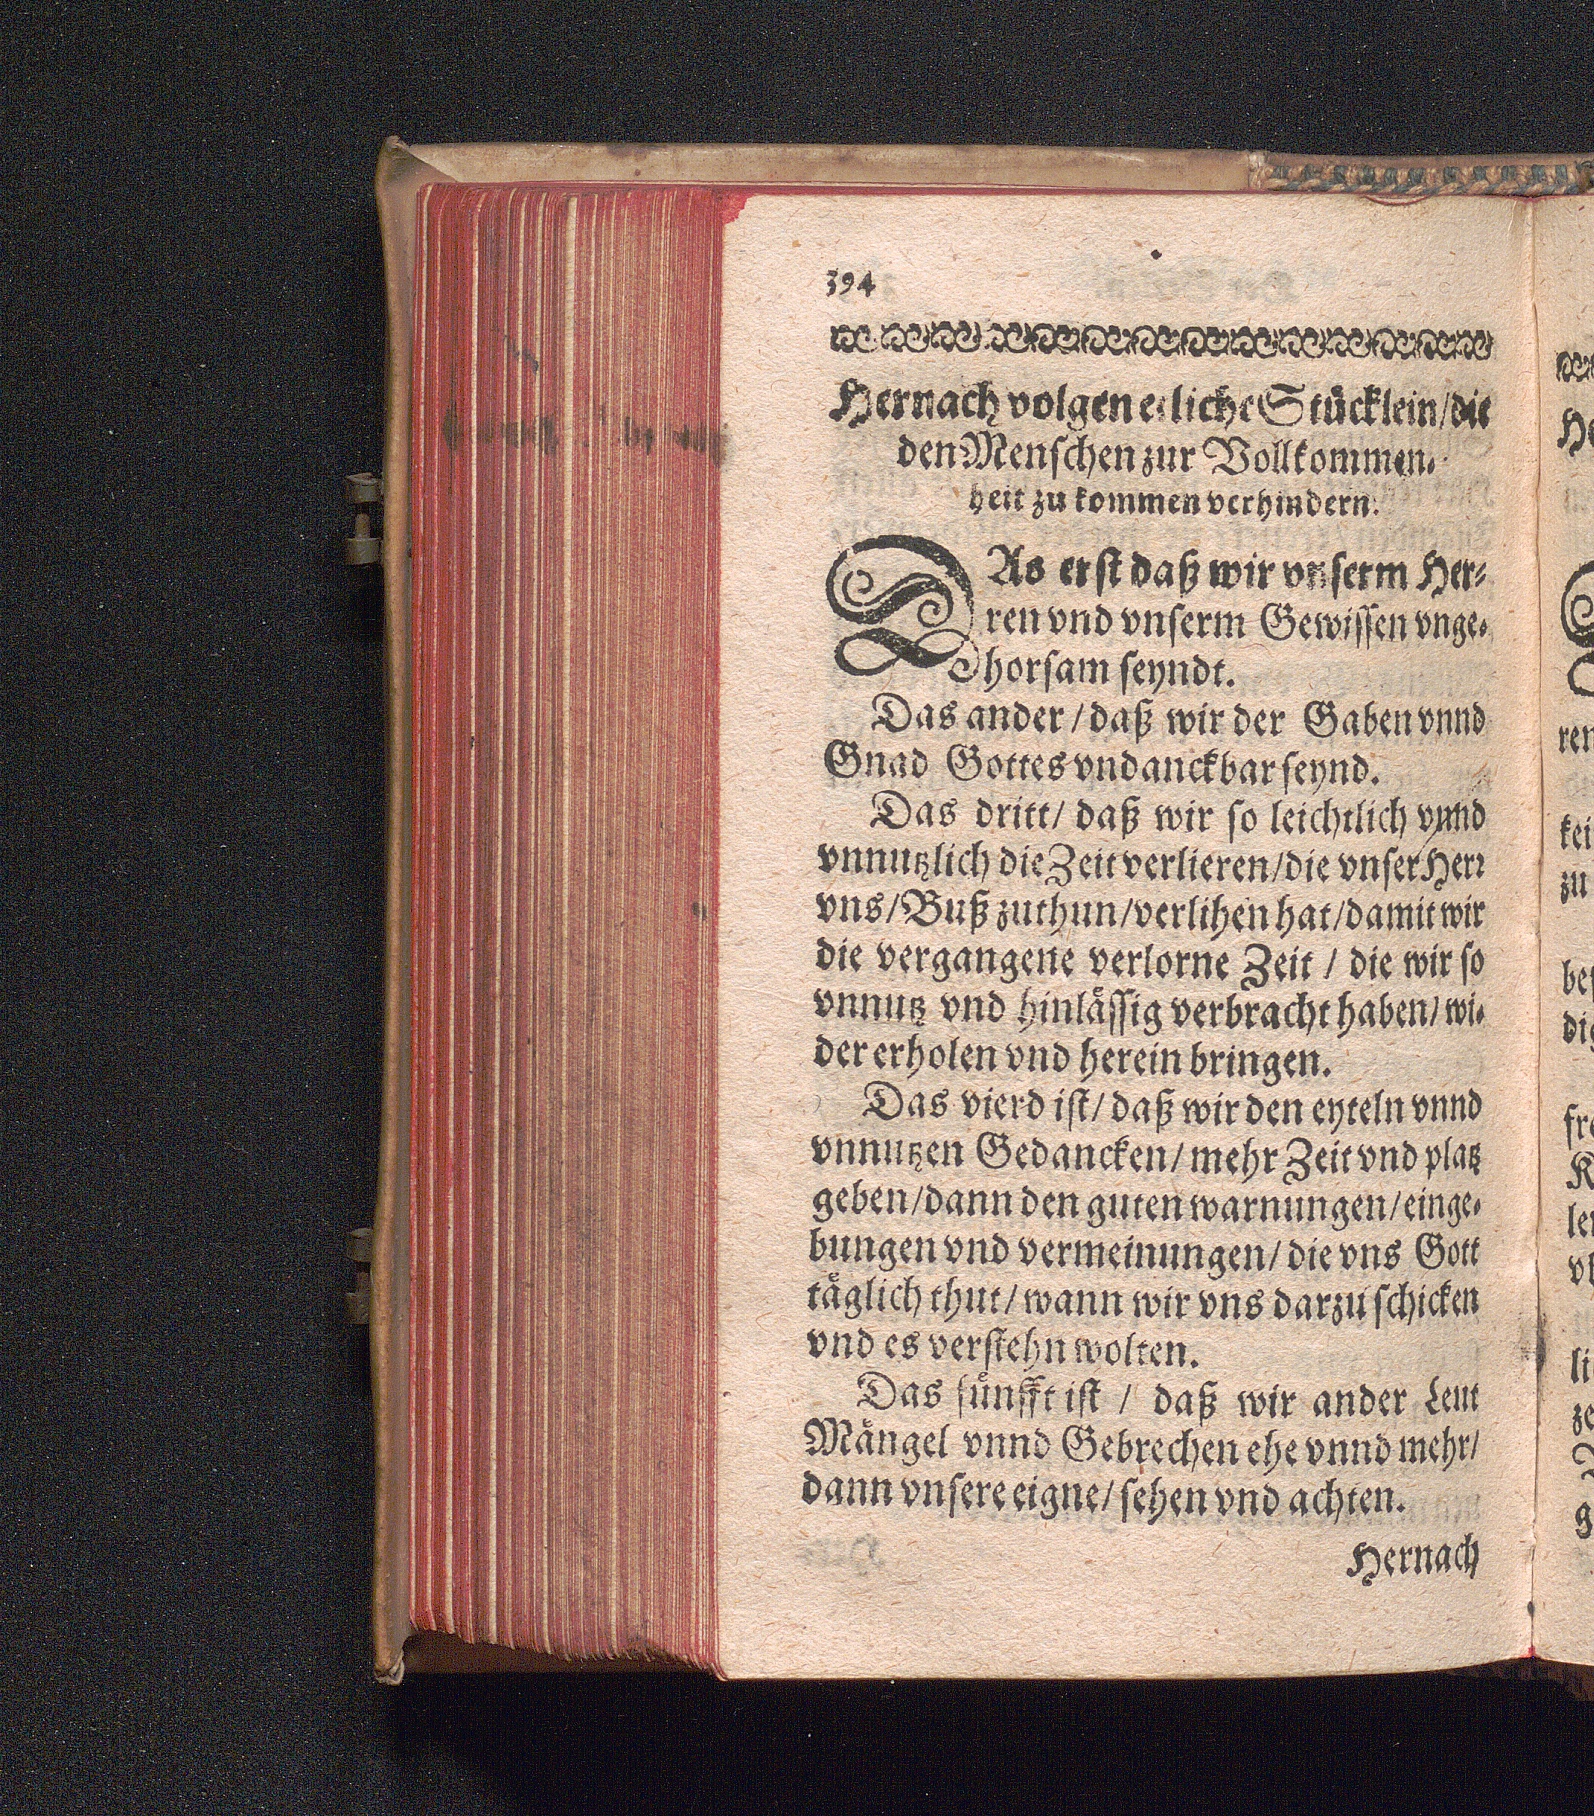 394
Hernach volgen etliche Stücklein/die
den Menschen zur Vollkommen-
heit zu kommen verhindern.
DAs erst daß wir vnserm Her-
ren vnd vnserm Gewissen vnge-
horsam seyndt.
Das ander / daß wir der Gaben vnnd
Gnad Gottes vndanckbar seynd.
Das dritt/ daß wir so leichtlich vnnd
vnnutzlich die Zeit verlieren/die vnser Herr
vns/Buß zuthun/verlihen hat/damit wir
die vergangene verlorne Zeit / die wir so
vnnutz vnd hinlässig verbracht haben/ wi-
der erholen vnd herein bringen.
Das vierd ist/ daß wir den eyteln vnnd
vnnutzen Gedancken/ mehr Zeit vnd platz
geben/dann den guten warnungen/einge-
bungen vnd vermeinungen/ die vns Gott
täglich thut/ wann wir vns darzu schicken
vnd es verstehn wolten.
Das fünfft ist / daß wir ander Leut
Mängel vnnd Gebrechen ehe vnnd mehr/
dann vnsere eigne/ sehen vnd achten.
Hernach